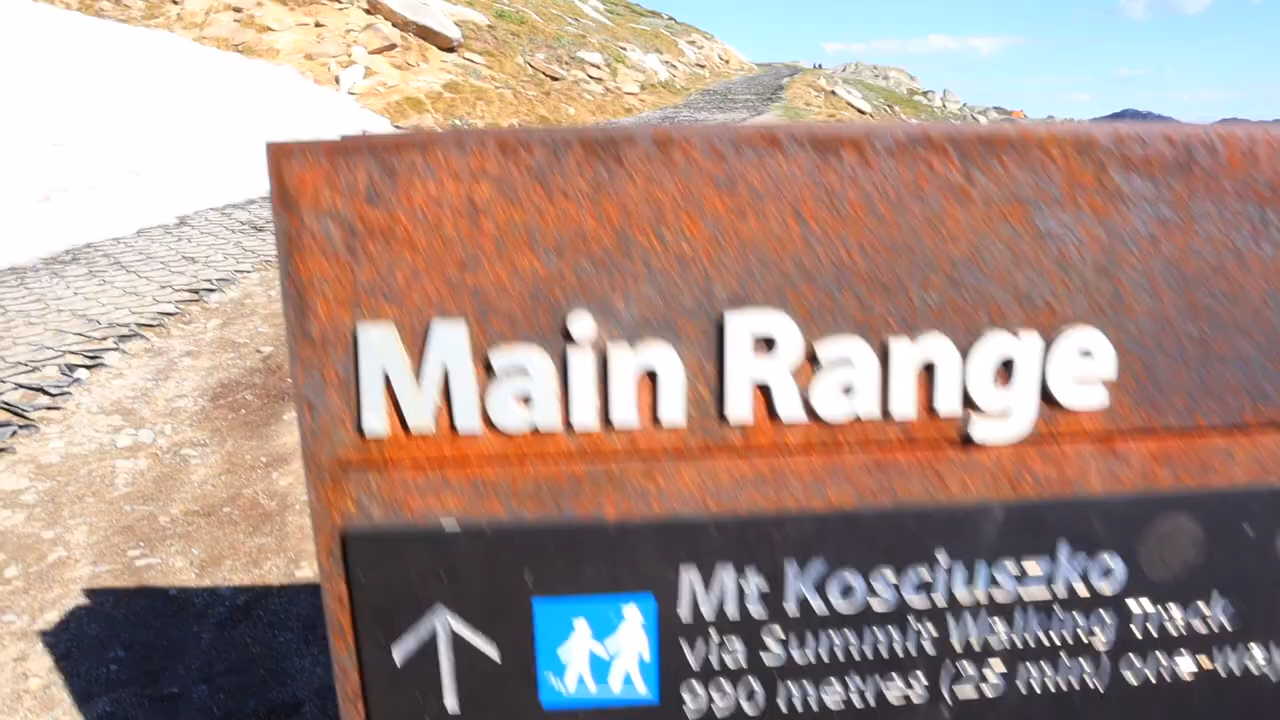 Main Range
Mt Kosciuszko
via Summit Walking Track
990 metres (25 min) one-way